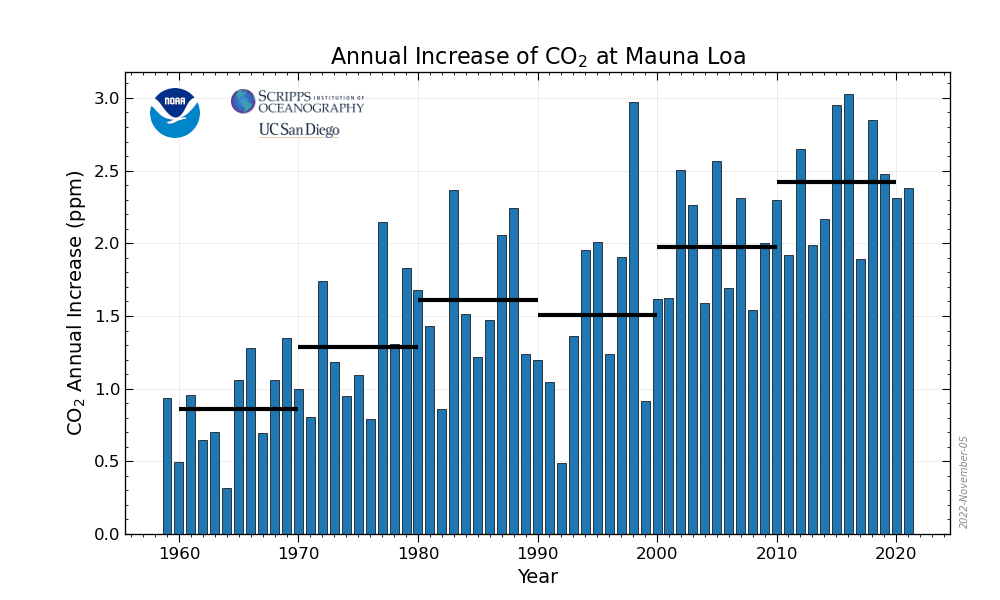 Annual Increase of CO₂ at Mauna Loa
NOAA
SCRIPPS INSTITUTION OF
OCEANOGRAPHY
UC San Diego
CO₂ Annual Increase (ppm)
3.0
2.5
2.0
1.5
1.0
0.5
0.0
1960 1970 1980 1990 2000 2010 2020
Year
2022-November-05